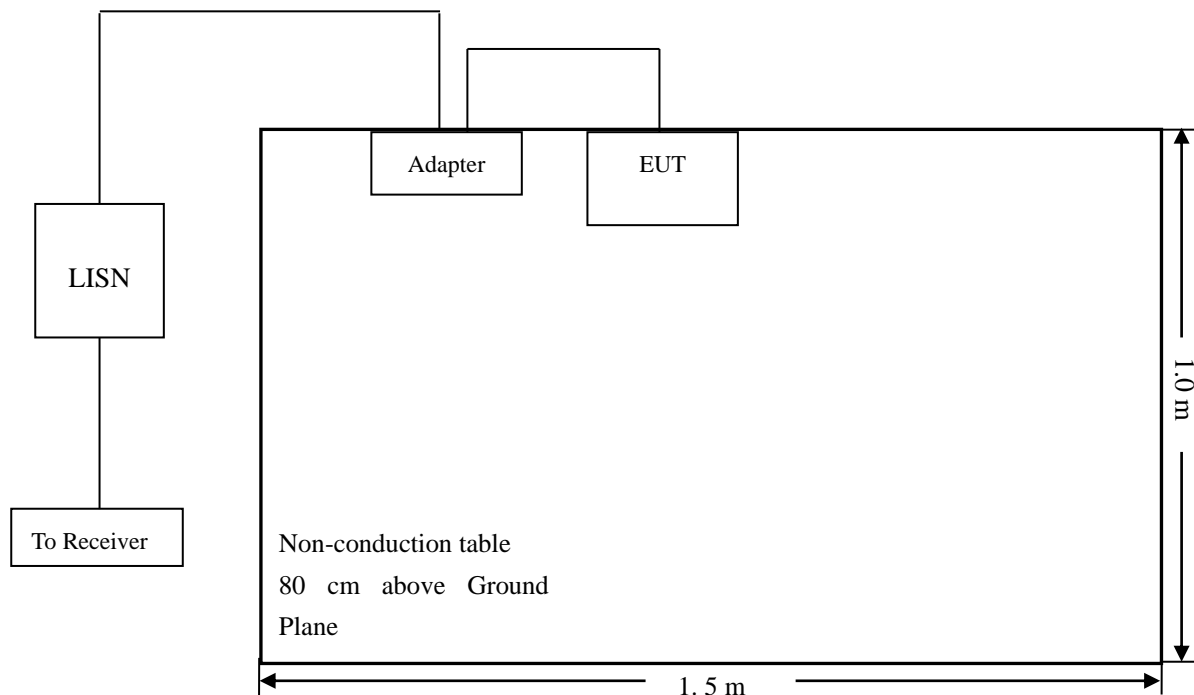 Adapter
EUT
LISN
To Receiver
Non-conduction table
80 cm above Ground
Plane
1.0 m
1. 5 m